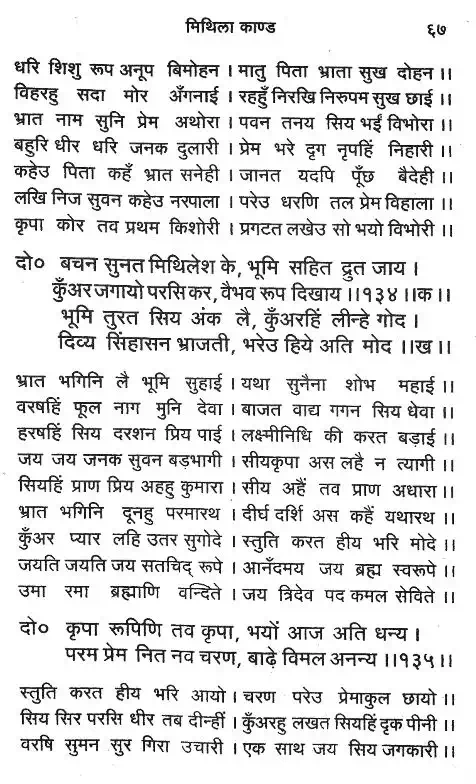 मिथिला काण्ड ६७
धरि शिशु रूप अनूप बिमोहन । मातु पिता भ्राता सुख दोहन ।।
विहरहु सदा मोर अँगनाई । रहहुँ निरखि निरुपम सुख छाई ।।
भ्रात नाम सुनि प्रेम अथोरा । पवन तनय सिय भईं विभोरा ।।
बहुरि धीर धरि जनक दुलारी । प्रेम भरे दृग नृपहिं निहारी ।।
कहेउ पिता कहँ भ्रात सनेही । जानत यदपि पूँछ बैदेही ।।
लखि निज सुवन कहेउ नरपाला । परेउ धरणि तल प्रेम विहाला ।।
कृपा कोर तव प्रथम किशोरी । प्रगटत लखेउ सो भयो विभोरी ।।
दो० बचन सुनत मिथिलेश के, भूमि सहित द्रुत जाय ।
कुँअर जगायो परसि कर, वैभव रूप दिखाय ।।१३४ ।।क ।।
भूमि तुरत सिय अंक लै, कुँअरहिं लीन्हे गोद ।
दिव्य सिंहासन भ्राजती, भरेउ हिये अति मोद ।।ख ।।
भ्रात भगिनि लै भूमि सुहाई । यथा सुनैना शोभ महाई ।।
वरषहिं फूल नाग मुनि देवा । बाजत वाद्य गगन सिय धेवा ।।
हरषहिं सिय दरशन प्रिय पाई । लक्ष्मीनिधि की करत बड़ाई ।।
जय जय जनक सुवन बड़भागी । सीयकृपा अस लहै न त्यागी ।।
सियहिं प्राण प्रिय अहहु कुमारा । सीय अहैं तव प्राण अधारा ।।
भ्रात भगिनि दूनहु परमारथ । दीर्घ दर्शि अस कहैं यथारथ ।।
कुँअर प्यार लहि उतर सुगोदे । स्तुति करत हीय भरि मोदे ।।
जयति जयति जय सतचिद् रूपे । आनँदमय जय ब्रह्म स्वरूपे ।।
उमा रमा ब्रह्माणि वन्दिते । जय त्रिदेव पद कमल सेविते ।।
दो० कृपा रूपिणि तव कृपा, भयों आज अति धन्य ।
परम प्रेम नित नव चरण, बाढ़े विमल अनन्य ।।१३५ ।।
स्तुति करत हीय भरि आयो । चरण परेउ प्रेमाकुल छायो ।।
सिय सिर परसि धीर तब दीन्हीं । कुँअरहु लखत सियहिं दृक पीनी ।।
वरषि सुमन सुर गिरा उचारी । एक साथ जय सिय जगकारी ।।